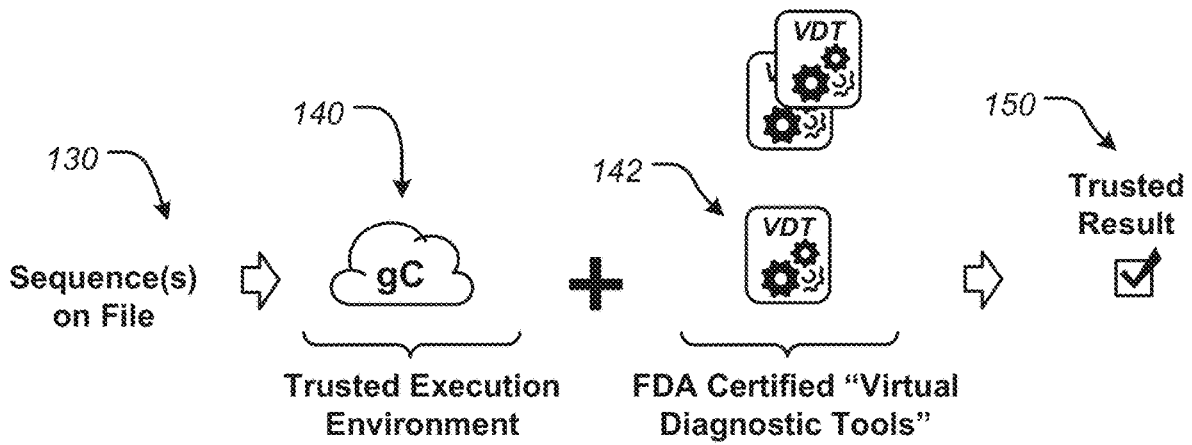 VDT
V
140
150
130
142
Trusted
Result
VDT
gC
Sequence(s)
on File
Trusted Execution
Environment
FDA Certified “Virtual
Diagnostic Tools”